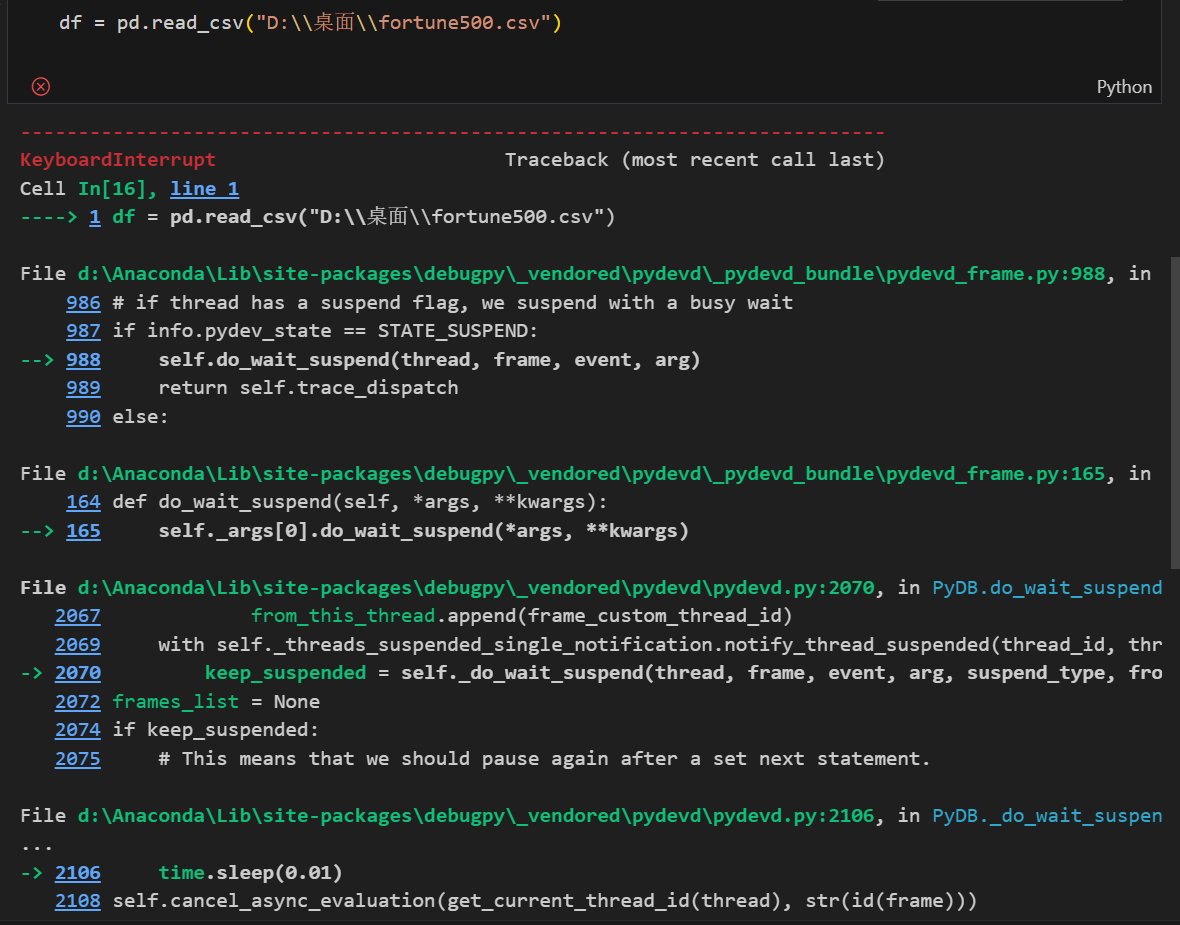 df = pd.read_csv("D:\\桌面\\fortune500.csv")
Python
---------------------------------------------------------------------------
KeyboardInterrupt                         Traceback (most recent call last)
Cell In[16], line 1
----> 1 df = pd.read_csv("D:\\桌面\\fortune500.csv")
File d:\Anaconda\Lib\site-packages\debugpy\_vendored\pydevd\_pydevd_bundle\pydevd_frame.py:988, in
    986 # if thread has a suspend flag, we suspend with a busy wait
    987 if info.pydev_state == STATE_SUSPEND:
--> 988     self.do_wait_suspend(thread, frame, event, arg)
    989     return self.trace_dispatch
    990 else:
File d:\Anaconda\Lib\site-packages\debugpy\_vendored\pydevd\_pydevd_bundle\pydevd_frame.py:165, in
    164 def do_wait_suspend(self, *args, **kwargs):
--> 165     self._args[0].do_wait_suspend(*args, **kwargs)
File d:\Anaconda\Lib\site-packages\debugpy\_vendored\pydevd\pydevd.py:2070, in PyDB.do_wait_suspend
   2067             from_this_thread.append(frame_custom_thread_id)
   2069     with self._threads_suspended_single_notification.notify_thread_suspended(thread_id, thr
-> 2070         keep_suspended = self._do_wait_suspend(thread, frame, event, arg, suspend_type, fro
   2072 frames_list = None
   2074 if keep_suspended:
   2075     # This means that we should pause again after a set next statement.
File d:\Anaconda\Lib\site-packages\debugpy\_vendored\pydevd\pydevd.py:2106, in PyDB._do_wait_suspen
...
-> 2106     time.sleep(0.01)
   2108 self.cancel_async_evaluation(get_current_thread_id(thread), str(id(frame)))